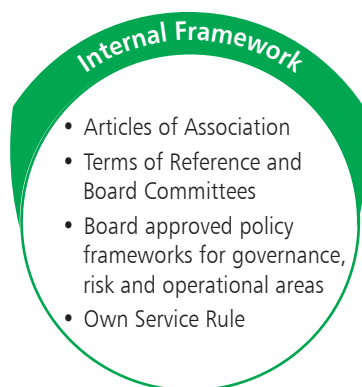 Internal Framework
• Articles of Association
• Terms of Reference and
Board Committees
• Board approved policy
frameworks for governance,
risk and operational areas
• Own Service Rule